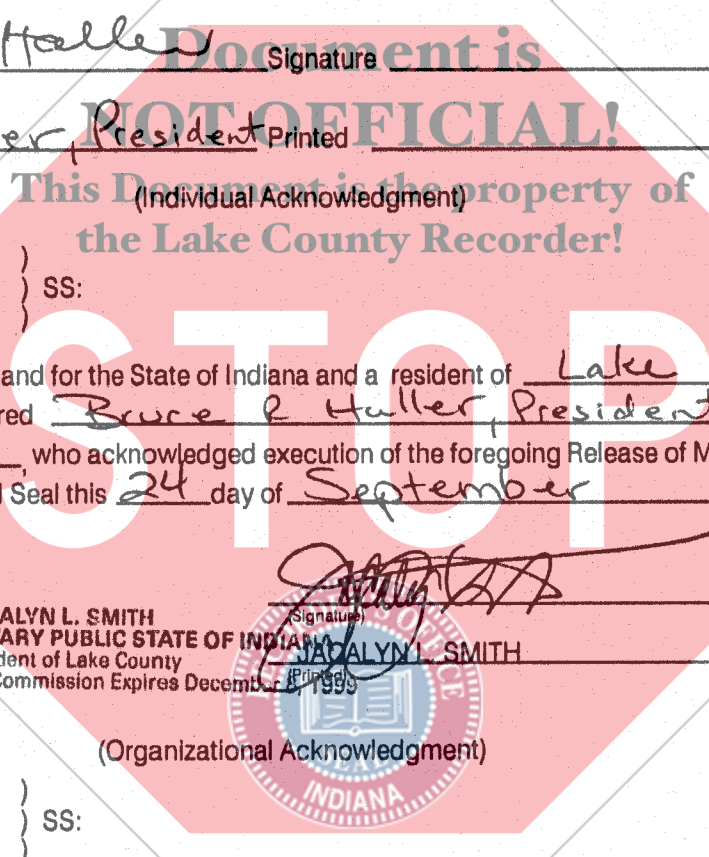 Haller Signature
Document is
NOT OFFICIAL!
er, President Printed
This Document is the property of
(Individual Acknowledgment)
the Lake County Recorder!
)
) SS:
)
STOP
and for the State of Indiana and a resident of Lake
red Bruce R Haller, President
, who acknowledged execution of the foregoing Release of M
Seal this 24 day of September
ALYN L. SMITH
(Signature)
ARY PUBLIC STATE OF INDIANA
JACALYN L. SMITH
dent of Lake County
(Printed)
Commission Expires December 8, 1999
(Organizational Acknowledgment)
SEAL
INDIANA
)
) SS:
)